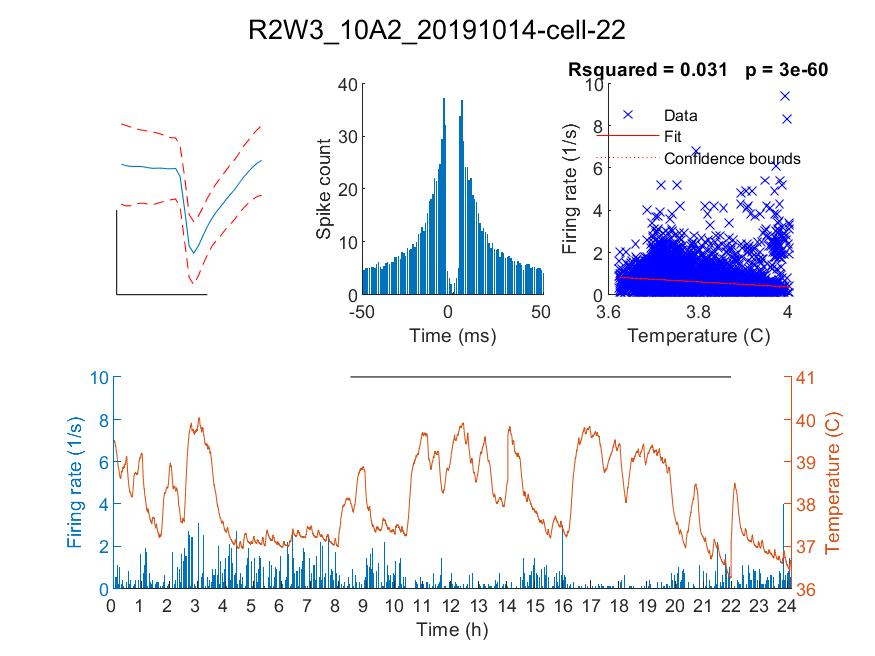 R2W3_10A2_20191014-cell-22
Rsquared = 0.031 p = 3e-60
Spike count
40
30
20
10
0
-50
0
50
Time (ms)
Firing rate (1/s)
10
8
6
4
2
0
Data
Fit
Confidence bounds
3.6
3.8
4
Temperature (C)
Firing rate (1/s)
10
8
6
4
2
0
41
40
39
38
37
36
Temperature (C)
0 1 2 3 4 5 6 7 8 9 10 11 12 13 14 15 16 17 18 19 20 21 22 23 24
Time (h)